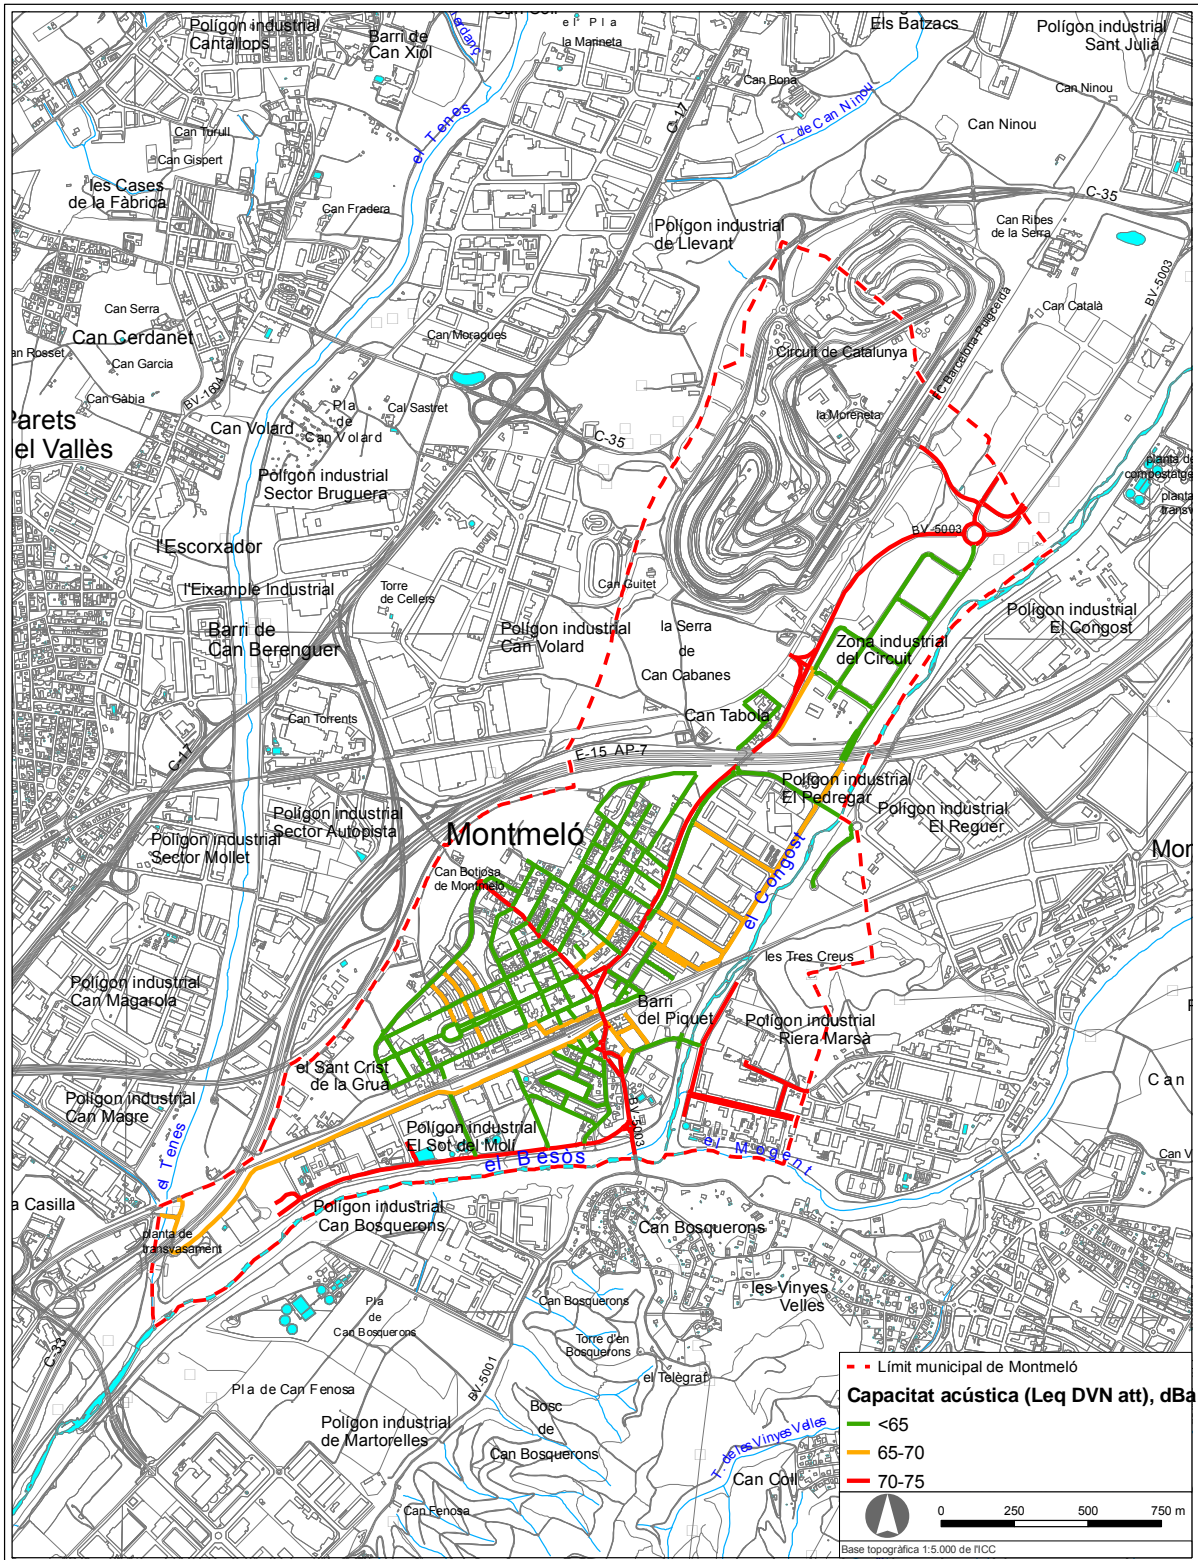 Polígon industrial
Cantallops
Barri de
Can Xiol
el Pla
la Marineta
Els Batzacs
Polígon industrial
Sant Julià
Can Bona
Can Ninou
Can Ninou
T. de Can Ninou
C-17
el Tenes
Can Turull
Can Gispert
les Cases
de la Fàbrica
Can Fradera
Polígon industrial
de Llevant
C-35
Can Ribes
de la Serra
BV-5003
Can Català
FC Barcelona-Puigcerdà
Circuit de Catalunya
la Moreneta
Can Serra
Can Cerdanet
Can Garcia
Can Gàbia
BV-1604
Can Moragues
Cal Sastret
Pla
de
Can Volard
Can Volard
C-35
Polígon industrial
Sector Bruguera
planta de
l'Escorxador
l'Eixample Industrial
Barri de
Can Berenguer
Torre
de Cellers
Can Guitet
Polígon industrial
Can Volard
la Serra
de
Can Cabanes
BV-5003
Polígon industrial
El Congost
Zona industrial
del Circuit
Can Tabola
Can Torrents
C-17
E-15 AP-7
Polígon industrial
El Pedregar
Polígon industrial
El Reguer
Polígon industrial
Sector Autopista
Polígon industrial
Sector Mollet
Montmeló
Can Botjosa
de Montmeló
el Congost
les Tres Creus
Polígon industrial
Can Magarola
Barri
del Piquet
Polígon industrial
Riera Marsà
el Sant Crist
de la Grua
Polígon industrial
Can Magre
Polígon industrial
El Sot del Molí
BV-5003
el Besòs
el Mogent
el Tenes
a Casilla
planta de
transvasament
Polígon industrial
Can Bosquerons
Can Bosquerons
les Vinyes
Velles
Can Bosquerons
Torre d'en
Bosquerons
el Telègraf
Pla
de
Can Bosquerons
C-33
Pla de Can Fenosa
BV-5001
Polígon industrial
de Martorelles
Bosc
de
Can Bosquerons
T. de les Vinyes Velles
Can Coll
Can Fenosa
Límit municipal de Montmeló
Capacitat acústica (Leq DVN att), dBa
<65
65-70
70-75
0 250 500 750 m
Base topogràfica 1:5.000 de l'ICC